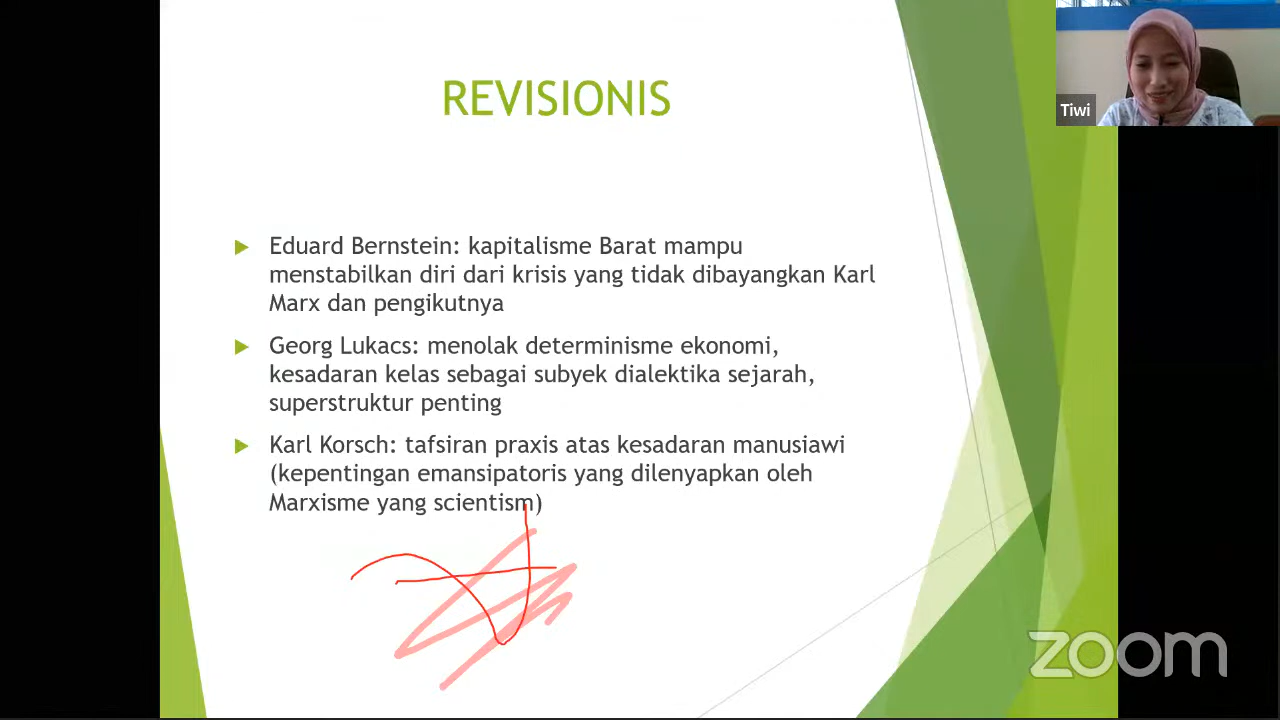 REVISIONIS
Tiwi
Eduard Bernstein: kapitalisme Barat mampu
menstabilkan diri dari krisis yang tidak dibayangkan Karl
Marx dan pengikutnya
Georg Lukacs: menolak determinisme ekonomi,
kesadaran kelas sebagai subyek dialektika sejarah,
superstruktur penting
Karl Korsch: tafsiran praxis atas kesadaran manusiawi
(kepentingan emansipatoris yang dilenyapkan oleh
Marxisme yang scientism)
zoom